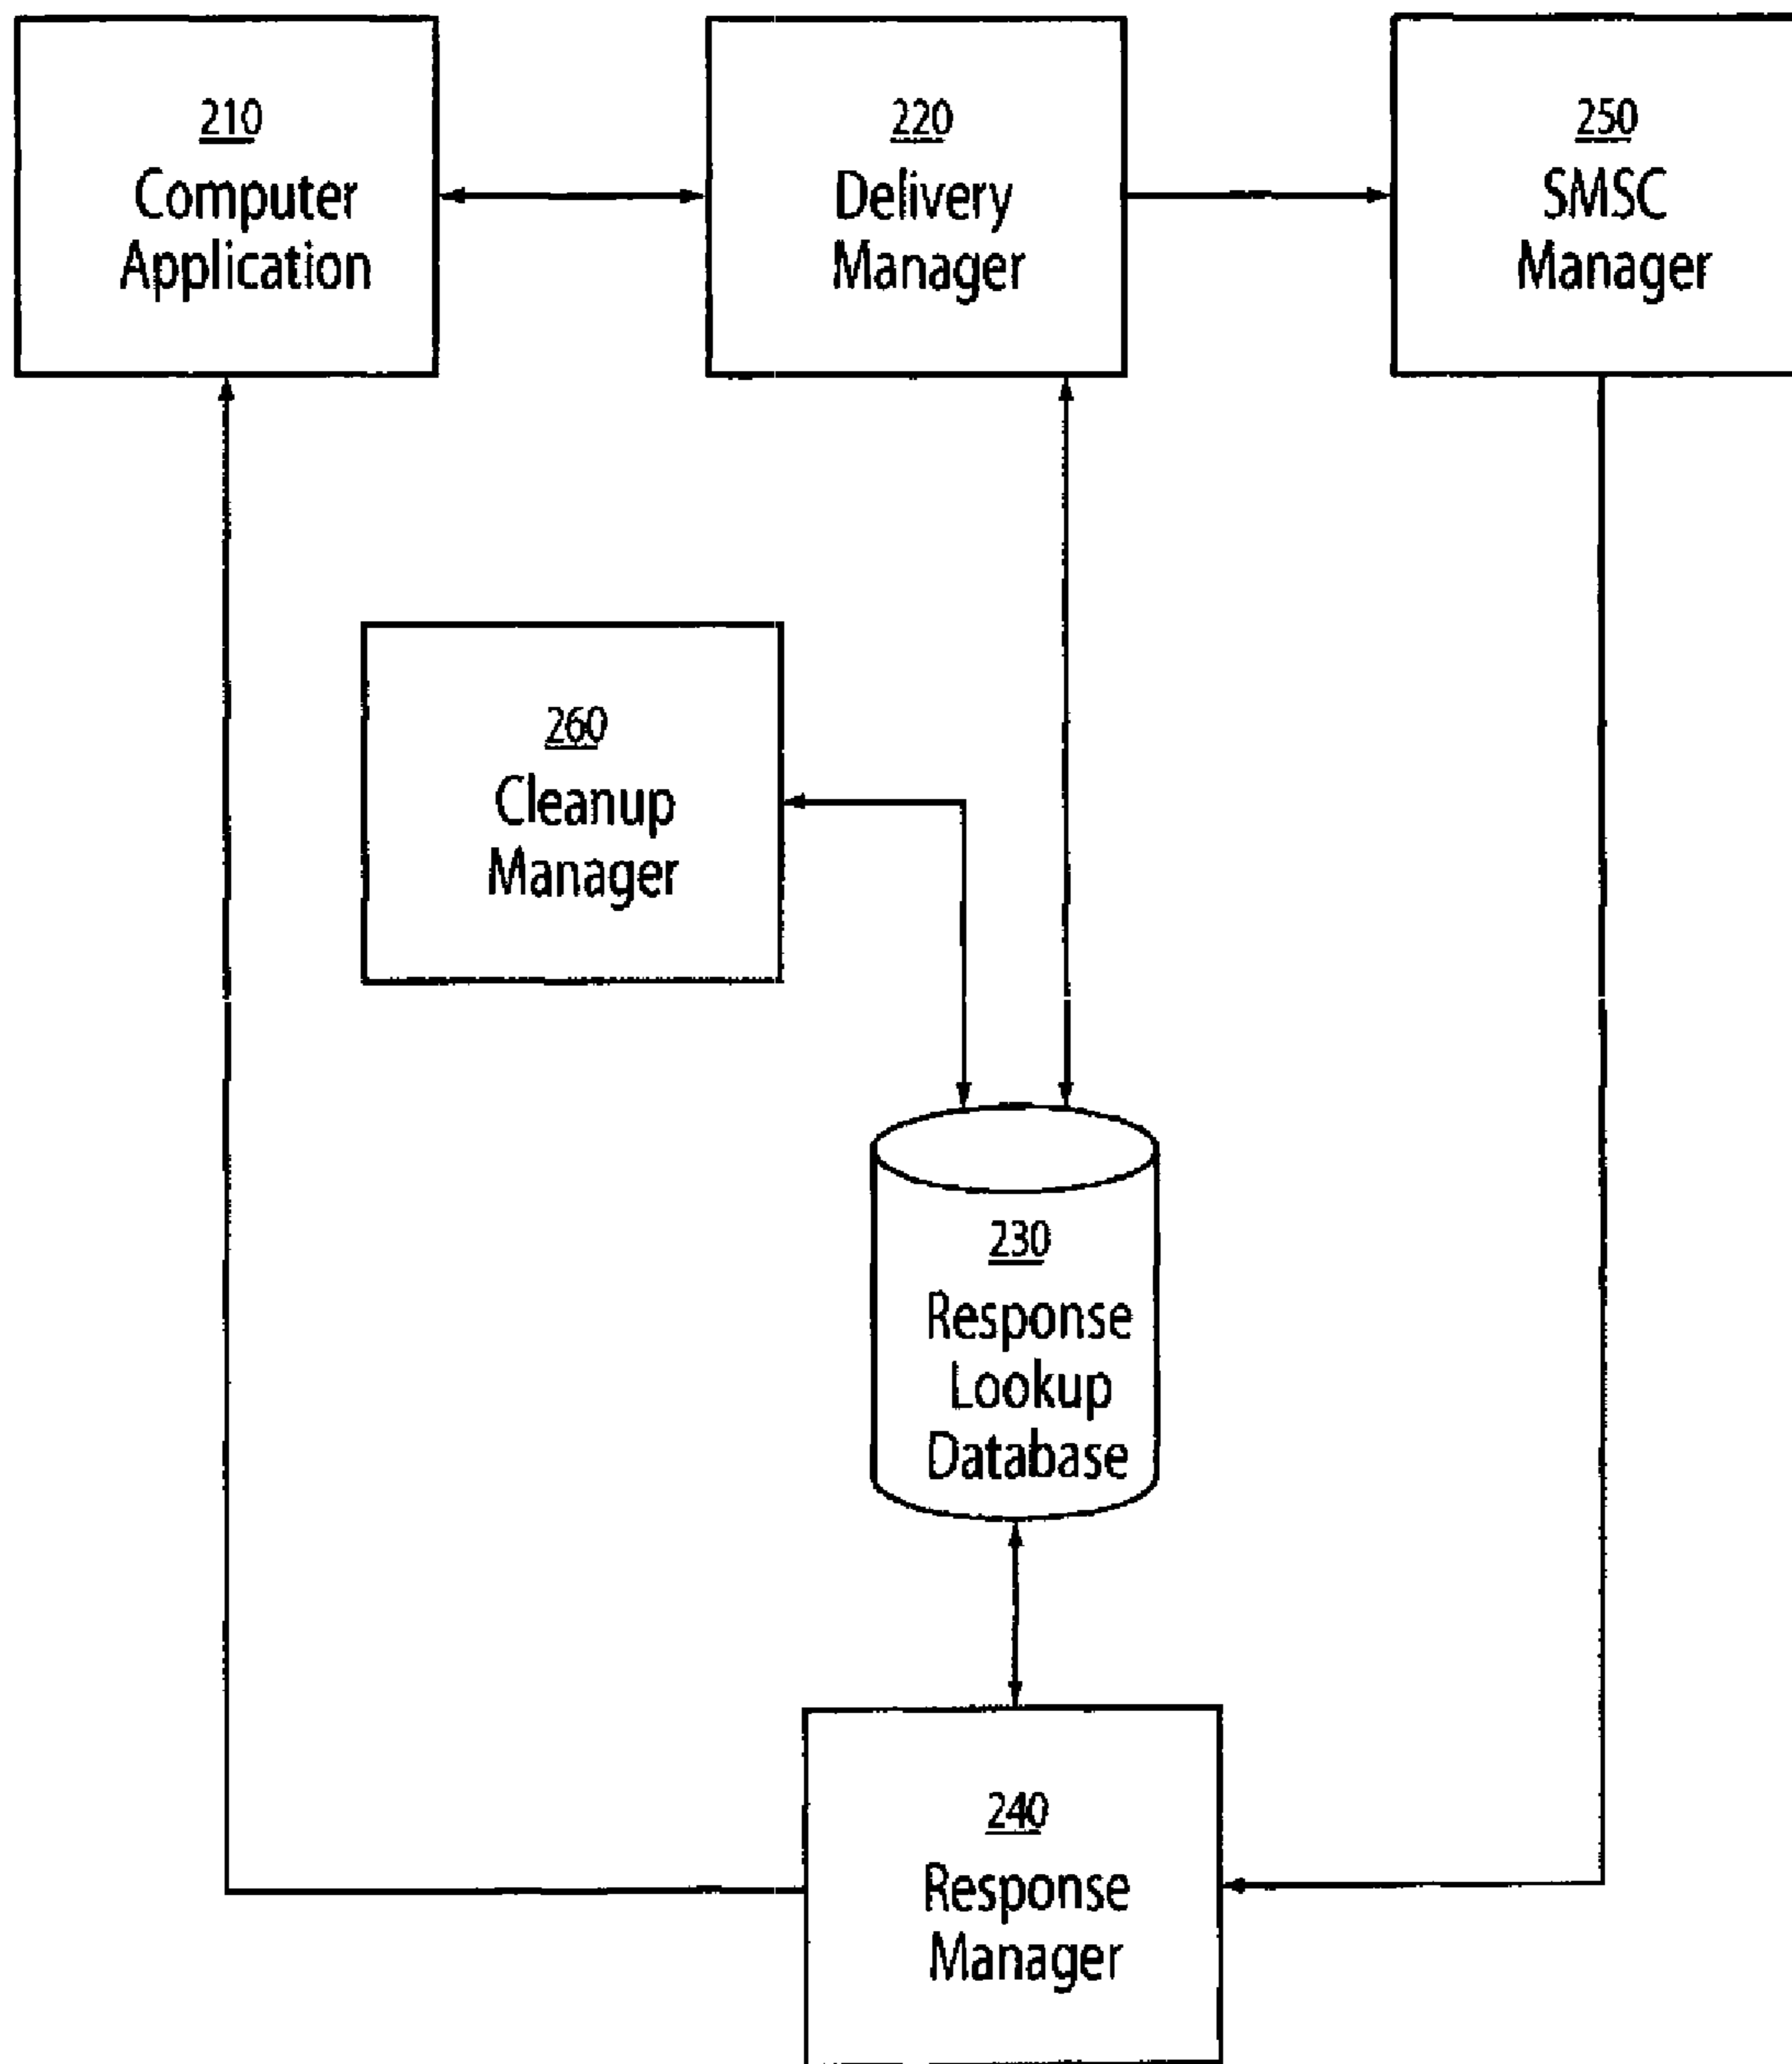 210
Computer
Application
220
Delivery
Manager
250
SMSC
Manager
260
Cleanup
Manager
230
Response
Lookup
Database
240
Response
Manager